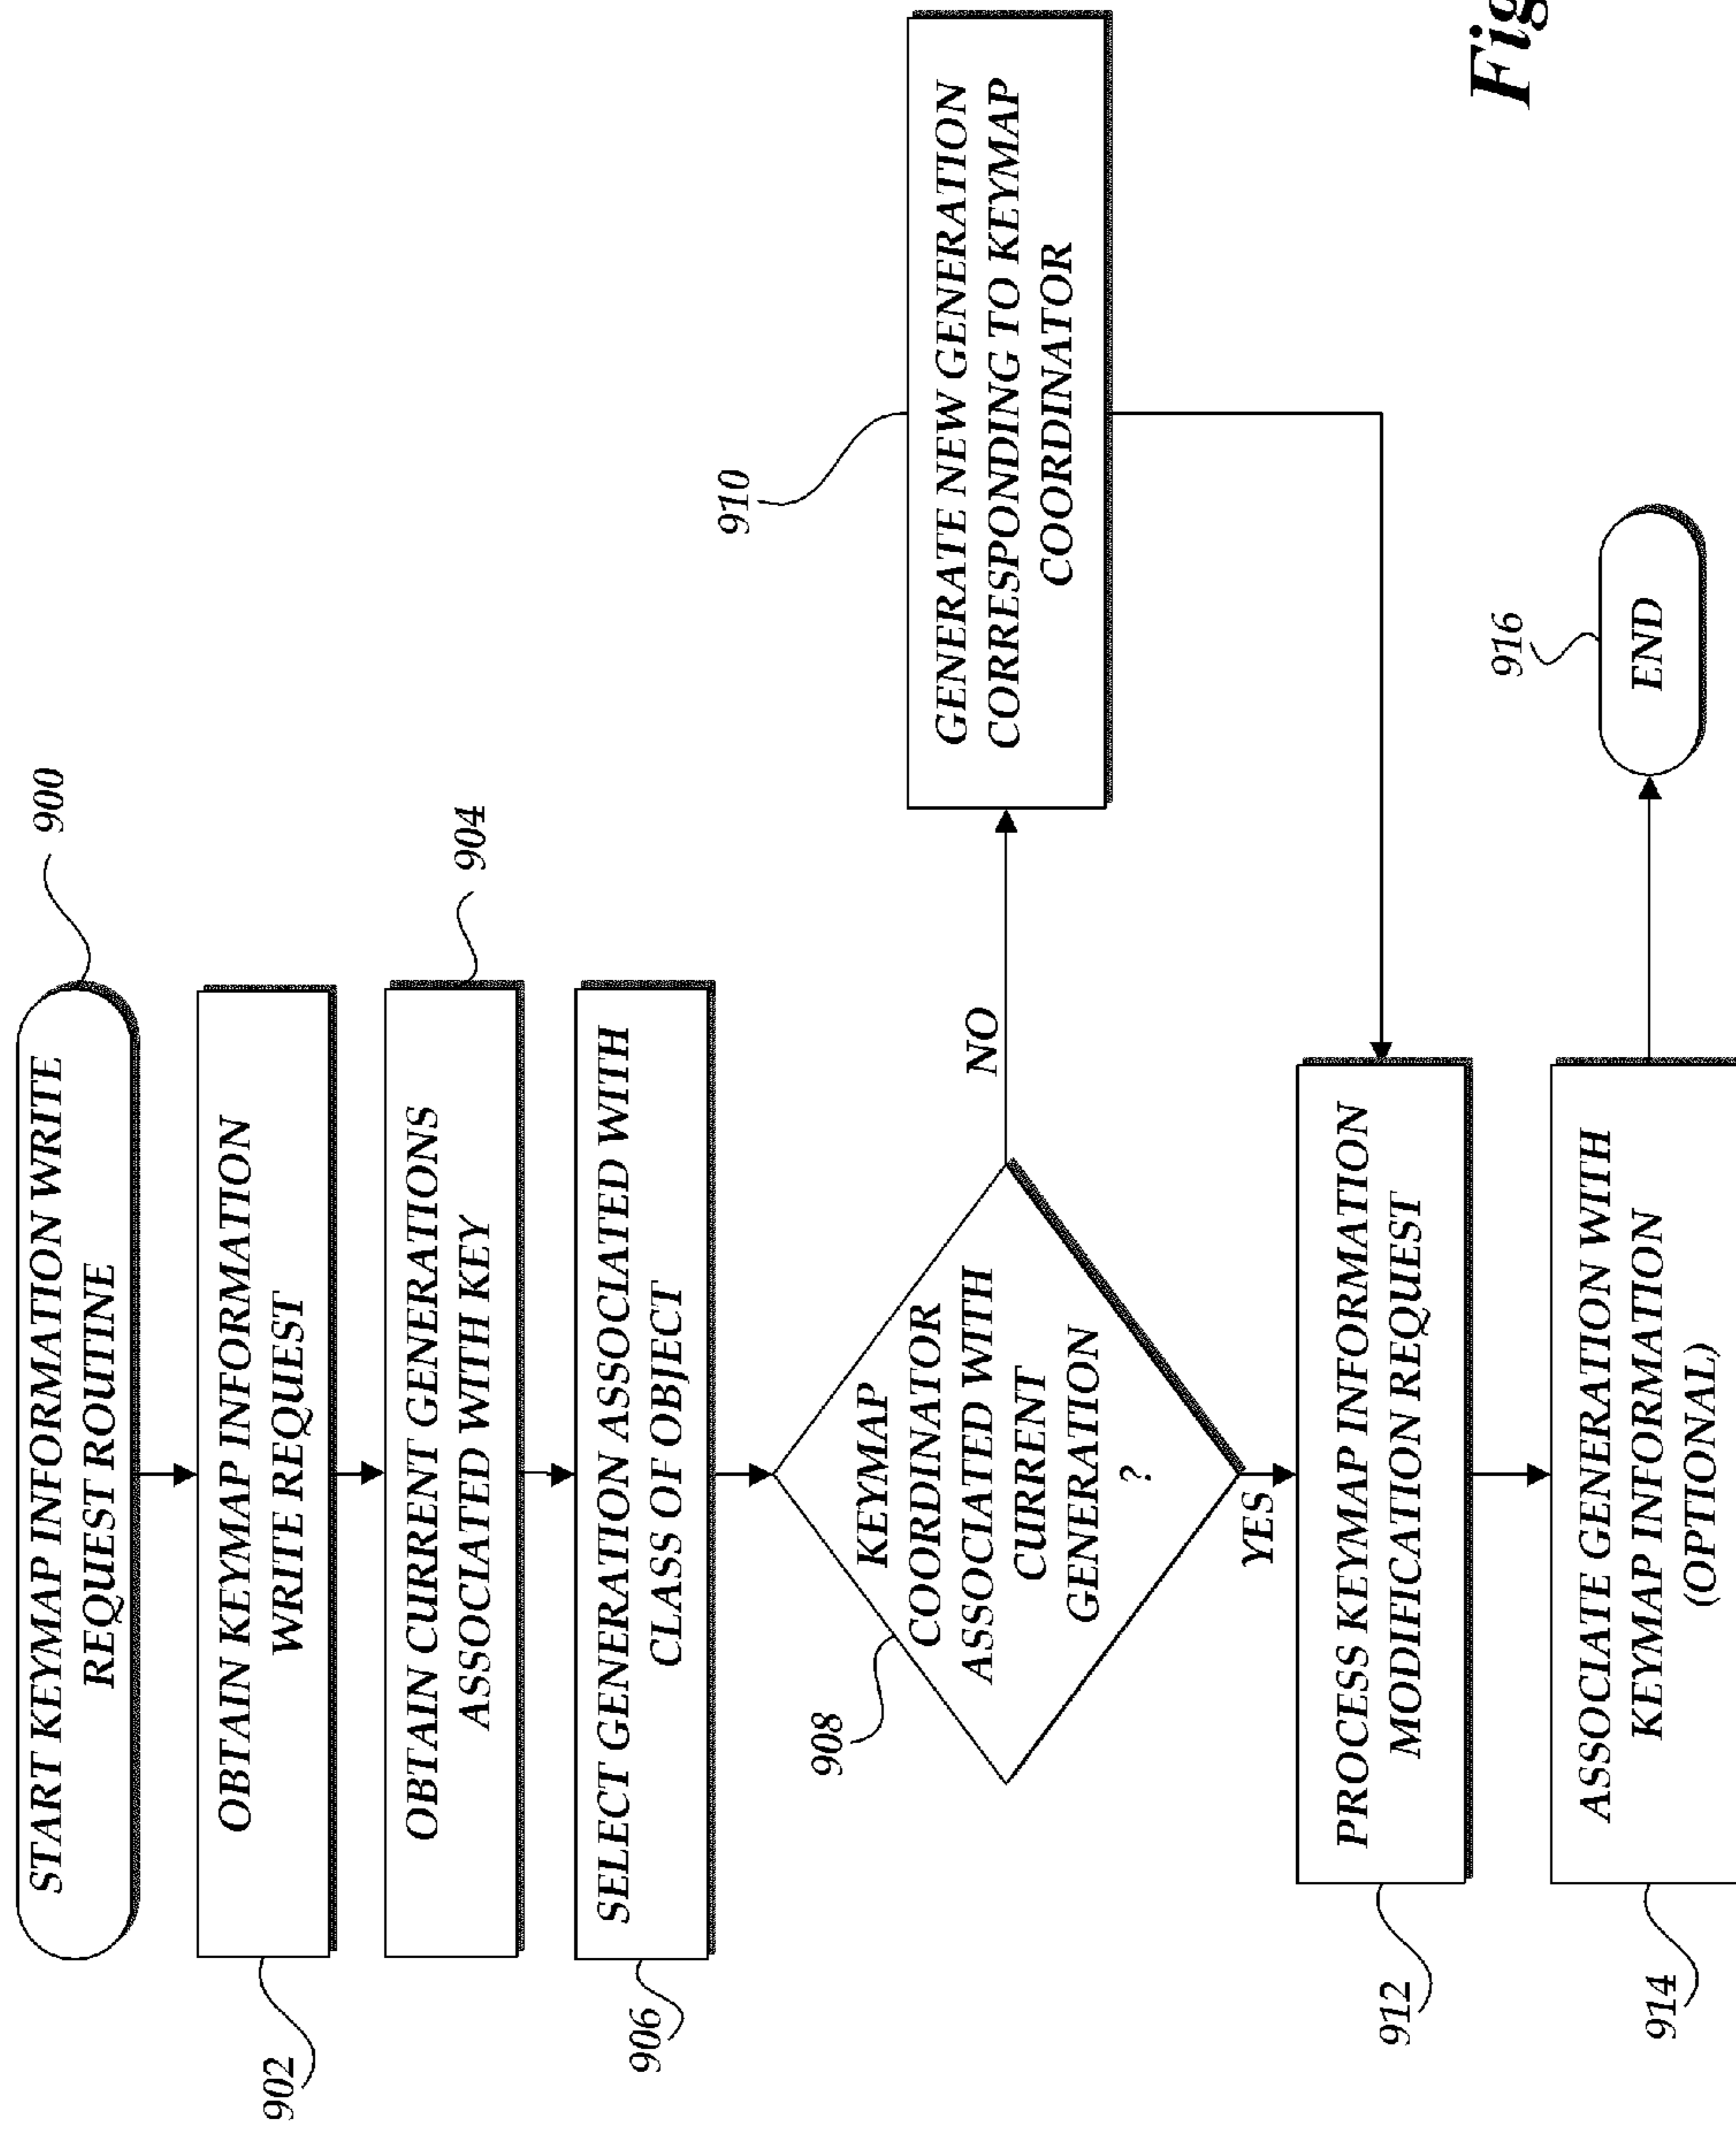 START KEYMAP INFORMATION WRITE
REQUEST ROUTINE
900
OBTAIN KEYMAP INFORMATION
WRITE REQUEST
902
OBTAIN CURRENT GENERATIONS
ASSOCIATED WITH KEY
904
SELECT GENERATION ASSOCIATED WITH
CLASS OF OBJECT
906
KEYMAP
COORDINATOR
ASSOCIATED WITH
CURRENT
GENERATION
?
908
NO
GENERATE NEW GENERATION
CORRESPONDING TO KEYMAP
COORDINATOR
910
YES
PROCESS KEYMAP INFORMATION
MODIFICATION REQUEST
912
ASSOCIATE GENERATION WITH
KEYMAP INFORMATION
(OPTIONAL)
914
END
916
Fig